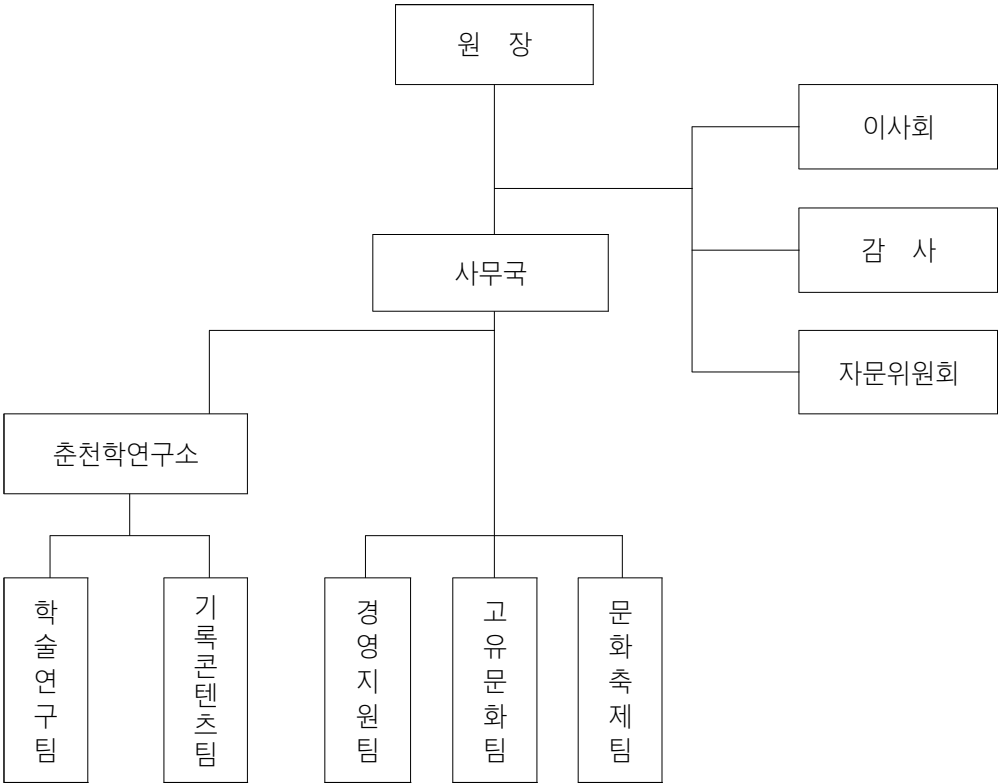 원 장
이사회
감 사
사무국
자문위원회
춘천학연구소
학술연구팀
기록콘텐츠팀
경영지원팀
고유문화팀
문화축제팀